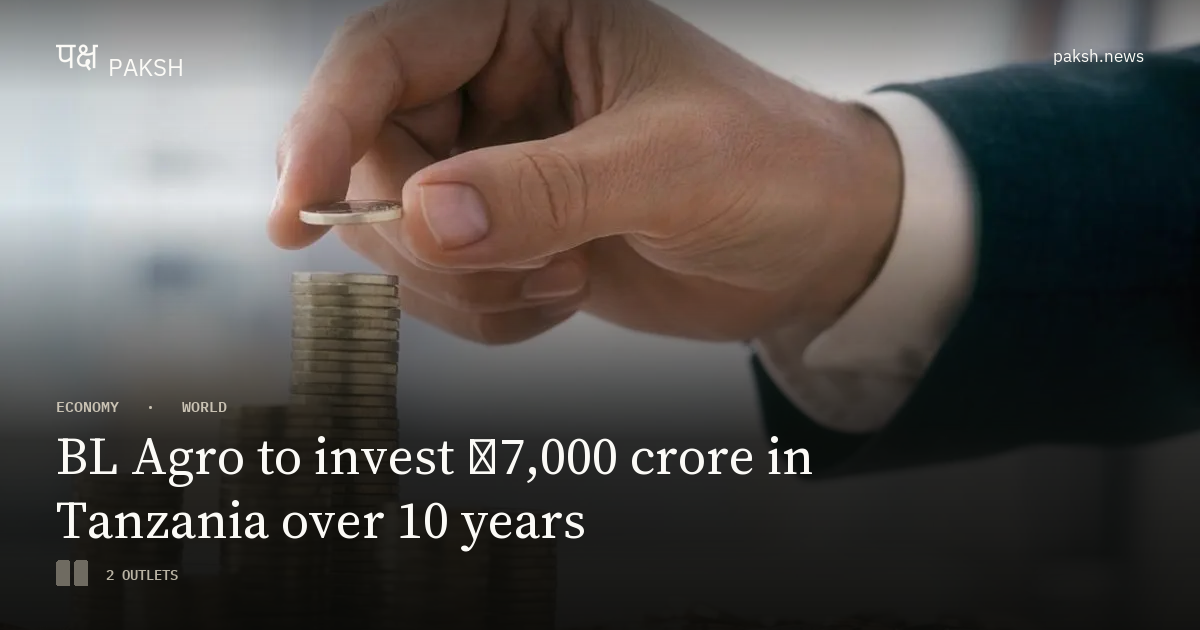 पक्ष PAKSH
paksh.news
ECONOMY · WORLD
BL Agro to invest 7,000 crore in
Tanzania over 10 years
2 OUTLETS